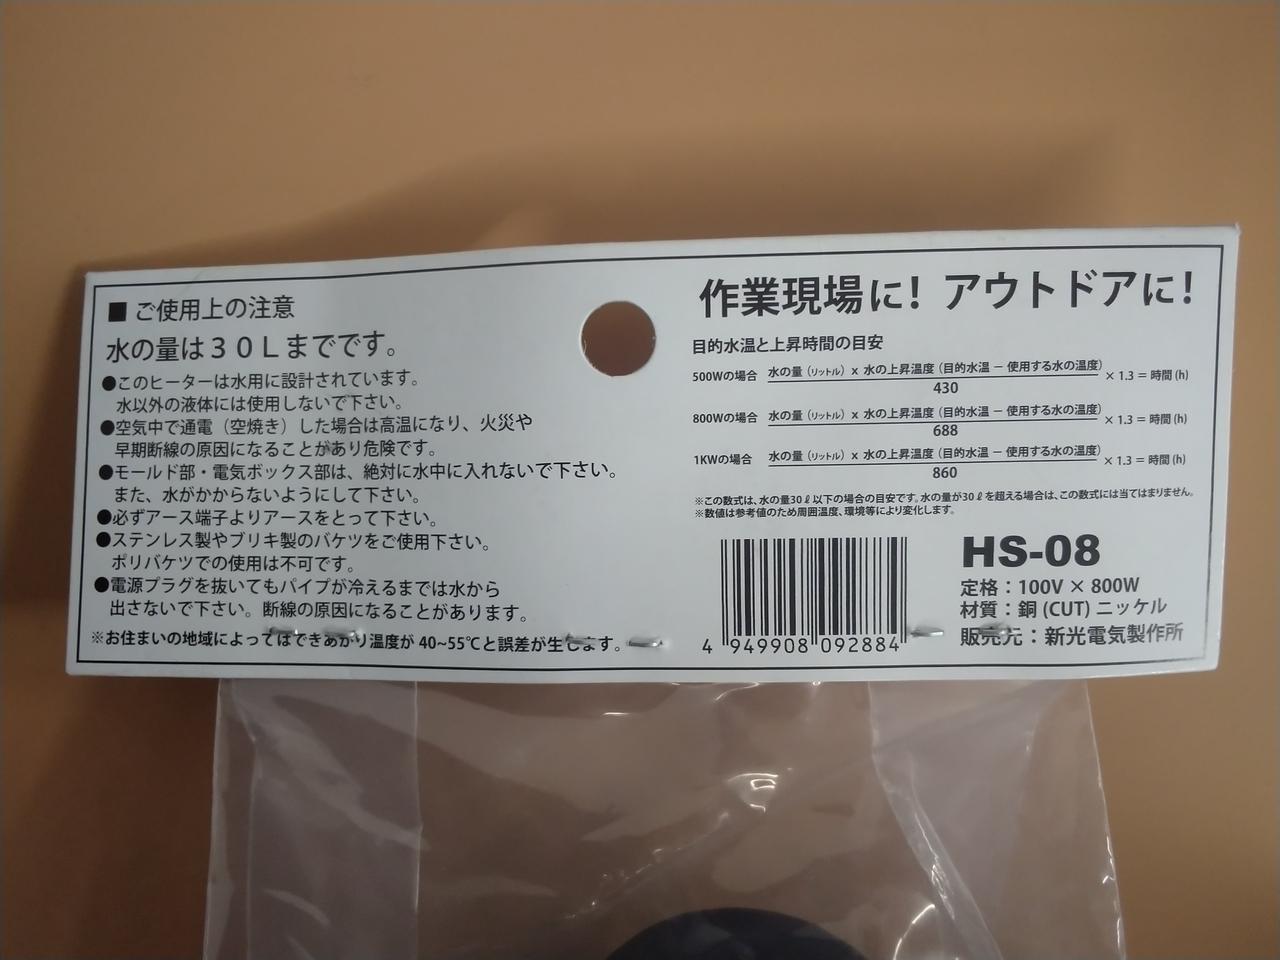 ■ ご使用上の注意
水の量は３０Ｌまでです。
●このヒーターは水用に設計されています。
水以外の液体には使用しないで下さい。
●空気中で通電（空焼き）した場合は高温になり、火災や
早期断線の原因になることがあり危険です。
●モールド部・電気ボックス部は、絶対に水中に入れないで下さい。
また、水がかからないようにして下さい。
●必ずアース端子よりアースをとって下さい。
●ステンレス製やブリキ製のバケツをご使用下さい。
ポリバケツでの使用は不可です。
●電源プラグを抜いてもパイプが冷えるまでは水から
出さないで下さい。断線の原因になることがあります。
※お住まいの地域によってはできあがり温度が 40~55℃と誤差が生じます。
作業現場に！ アウトドアに！
目的水温と上昇時間の目安
500Wの場合 水の量（リットル）x 水の上昇温度（目的水温 － 使用する水の温度） × 1.3 = 時間 (h)
430
800Wの場合 水の量（リットル）x 水の上昇温度（目的水温 － 使用する水の温度） × 1.3 = 時間 (h)
688
1KWの場合 水の量（リットル）x 水の上昇温度（目的水温 － 使用する水の温度） × 1.3 = 時間 (h)
860
※この数式は、水の量30ℓ以下の場合の目安です。水の量が30ℓを超える場合は、この数式には当てはまりません。
※数値は参考値のため周囲温度、環境等により変化します。
HS-08
定格：100V × 800W
材質：銅 (CUT) ニッケル
販売元：新光電気製作所
4 949908 092884